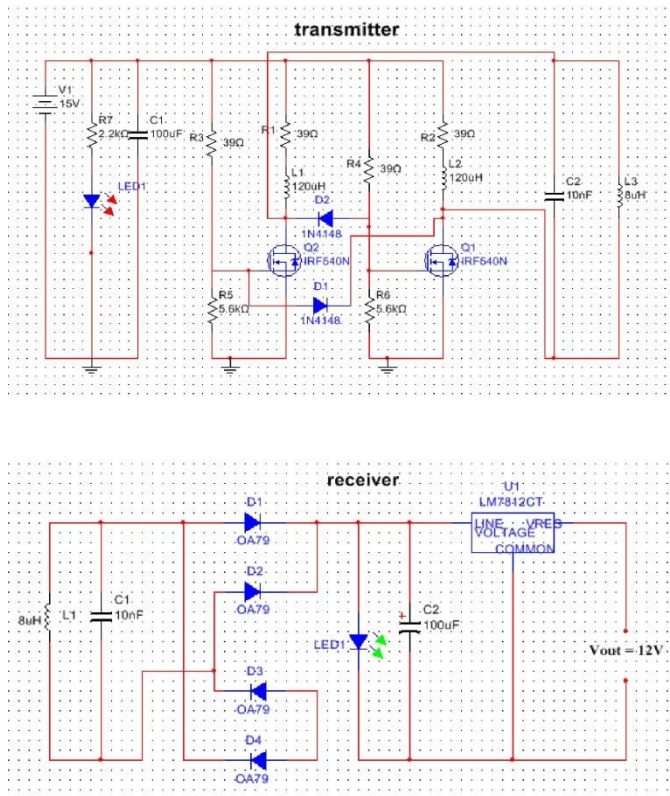 transmitter
V1
15V
R7
2.2kΩ
C1
100uF
LED1
R3
39Ω
R1
39Ω
L1
120uH
D2
1N4148
R4
39Ω
R2
39Ω
L2
120uH
Q2
IRF540N
Q1
IRF540N
C2
10nF
L3
8uH
R5
5.6kΩ
D1
1N4148
R6
5.6kΩ
receiver
U1
LM7812CT
LINE VREG
VOLTAGE
COMMON
D1
OA79
D2
OA79
8uH L1
C1
10nF
LED1
C2
100uF
Vout = 12V
D3
OA79
D4
OA79